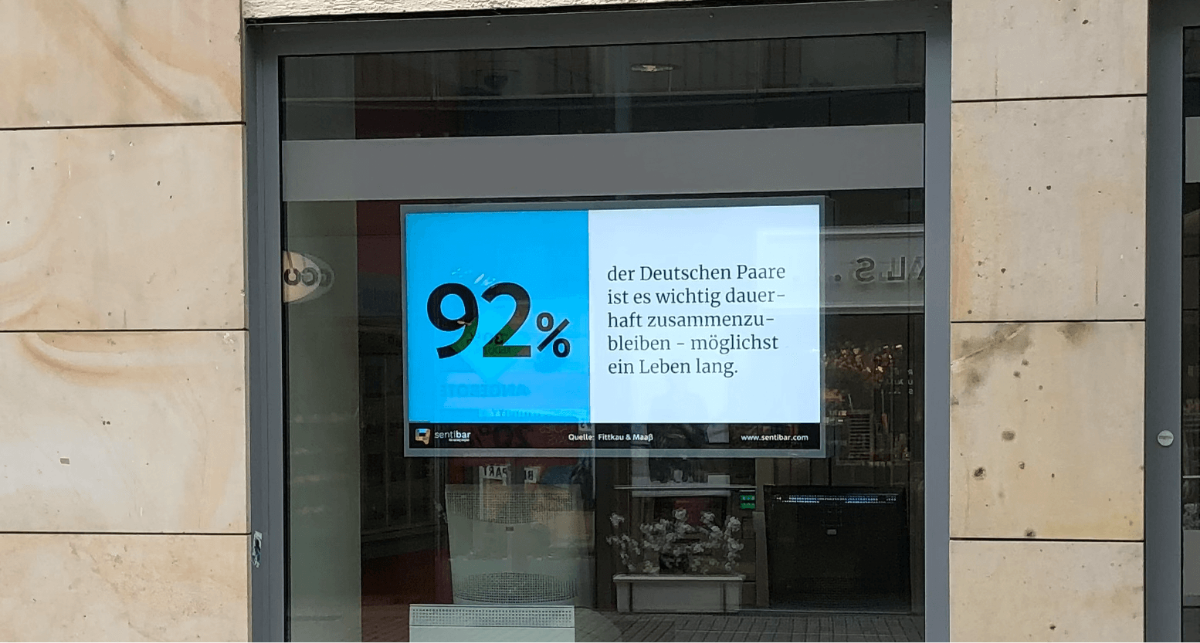 92%
der Deutschen Paare
ist es wichtig dauer-
haft zusammenzu-
bleiben - möglichst
ein Leben lang.
sentibar
Quelle: Fittkau & Maaß
www.sentibar.com